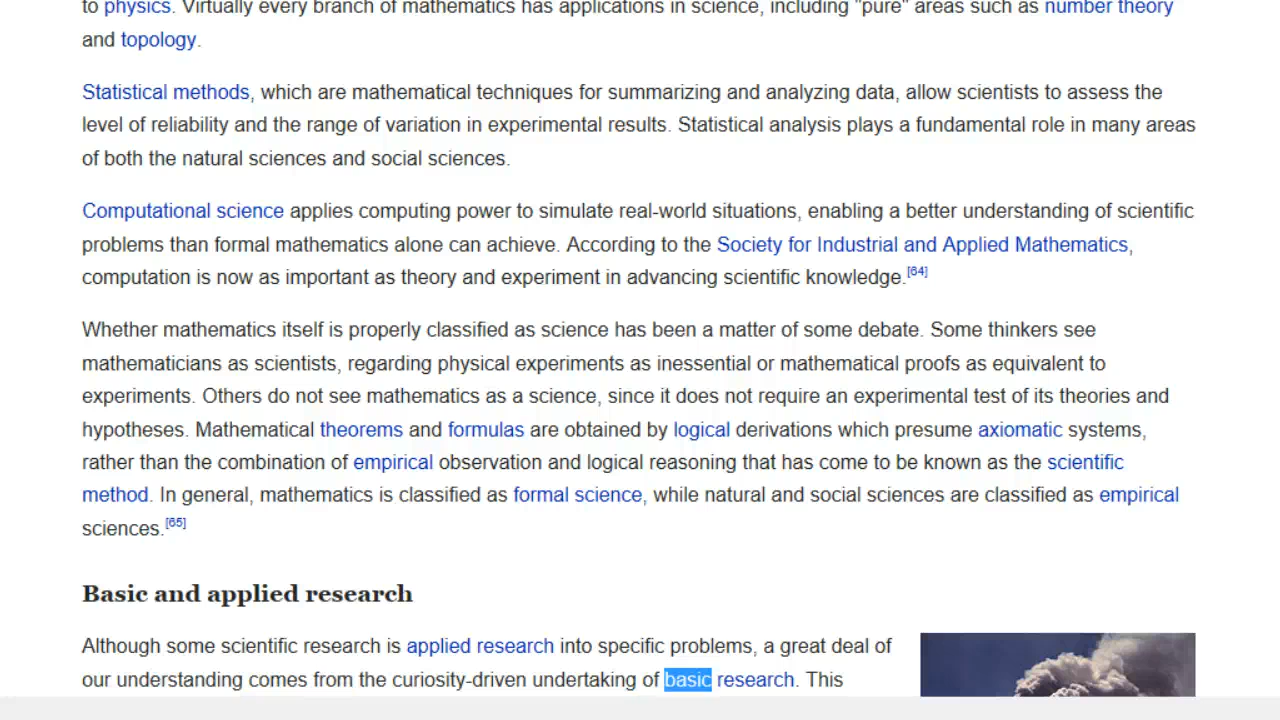 to physics. Virtually every branch of mathematics has applications in science, including "pure" areas such as number theory
and topology.
Statistical methods, which are mathematical techniques for summarizing and analyzing data, allow scientists to assess the
level of reliability and the range of variation in experimental results. Statistical analysis plays a fundamental role in many areas
of both the natural sciences and social sciences.
Computational science applies computing power to simulate real-world situations, enabling a better understanding of scientific
problems than formal mathematics alone can achieve. According to the Society for Industrial and Applied Mathematics,
computation is now as important as theory and experiment in advancing scientific knowledge.[64]
Whether mathematics itself is properly classified as science has been a matter of some debate. Some thinkers see
mathematicians as scientists, regarding physical experiments as inessential or mathematical proofs as equivalent to
experiments. Others do not see mathematics as a science, since it does not require an experimental test of its theories and
hypotheses. Mathematical theorems and formulas are obtained by logical derivations which presume axiomatic systems,
rather than the combination of empirical observation and logical reasoning that has come to be known as the scientific
method. In general, mathematics is classified as formal science, while natural and social sciences are classified as empirical
sciences.[65]
Basic and applied research
Although some scientific research is applied research into specific problems, a great deal of
our understanding comes from the curiosity-driven undertaking of basic research. This